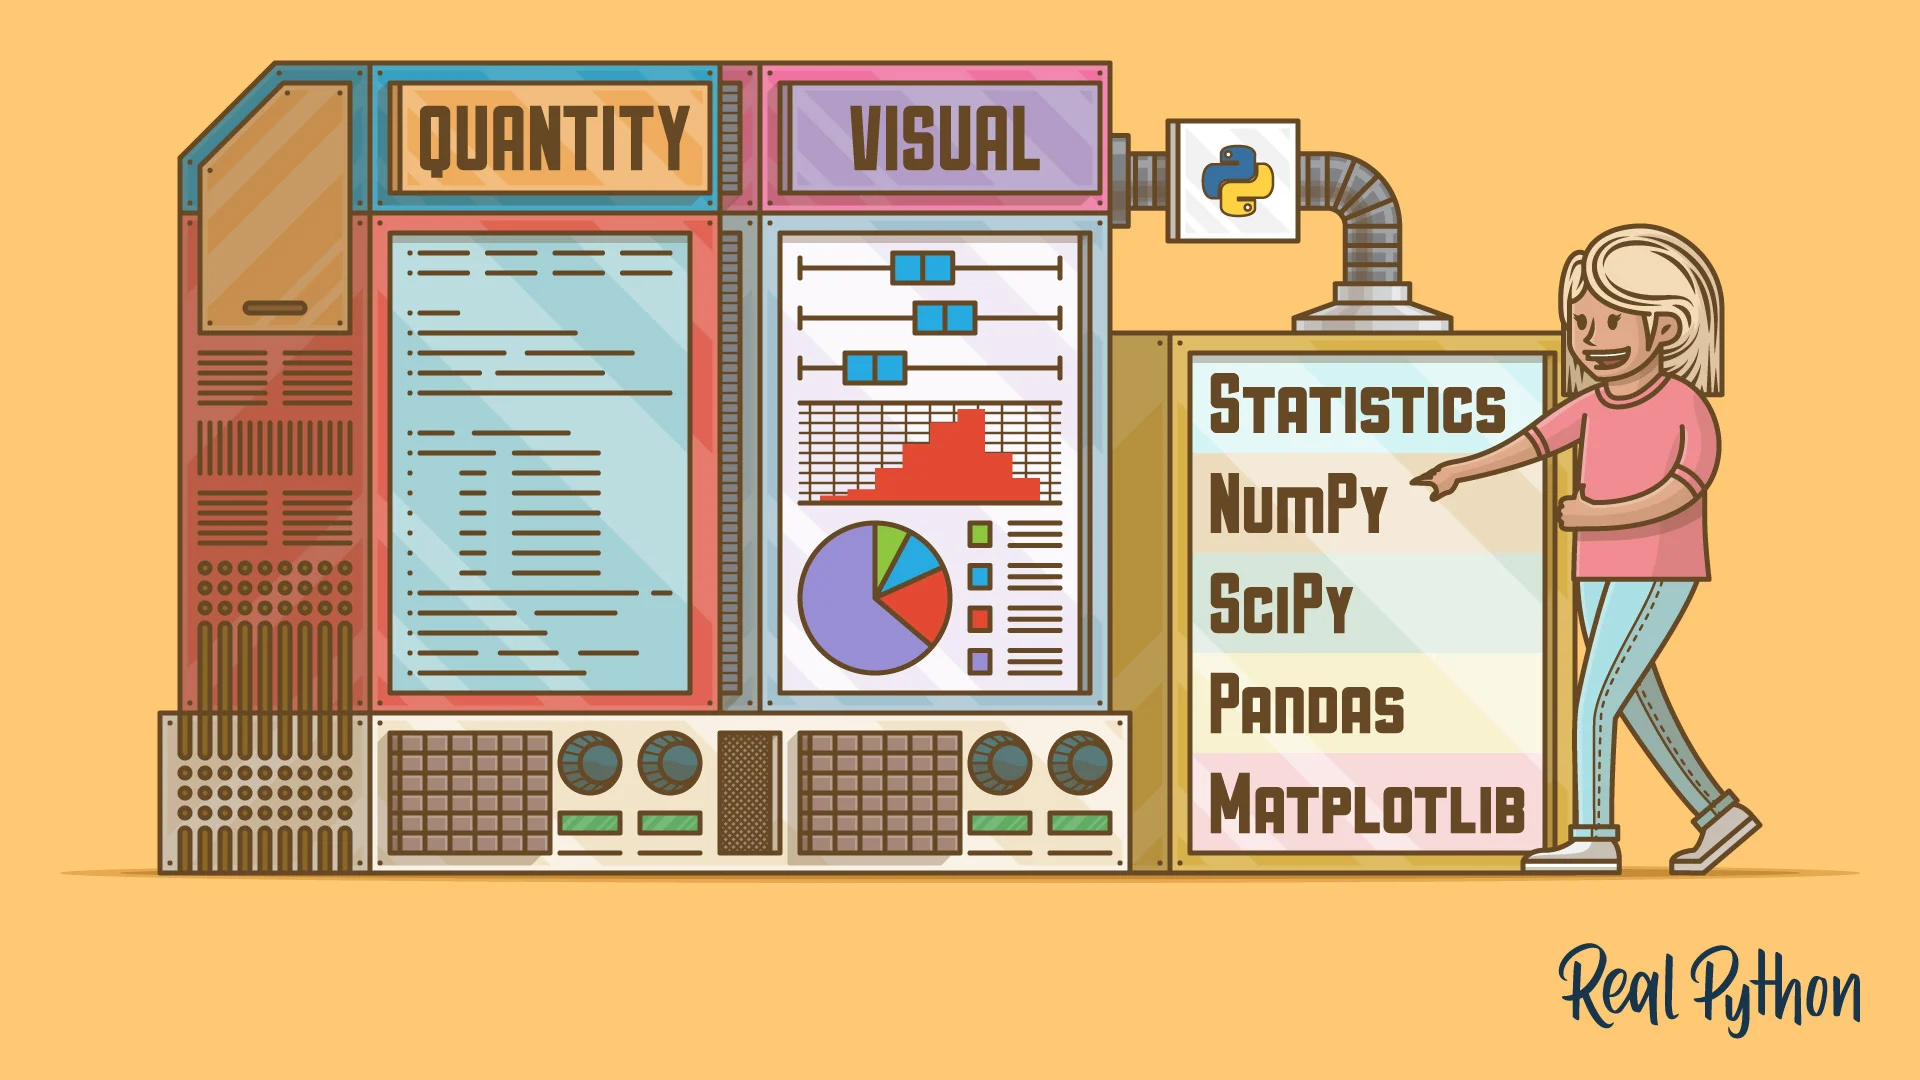 QUANTITY
VISUAL
STATISTICS
NUMPY
SCIPY
PANDAS
MATPLOTLIB
Real Python